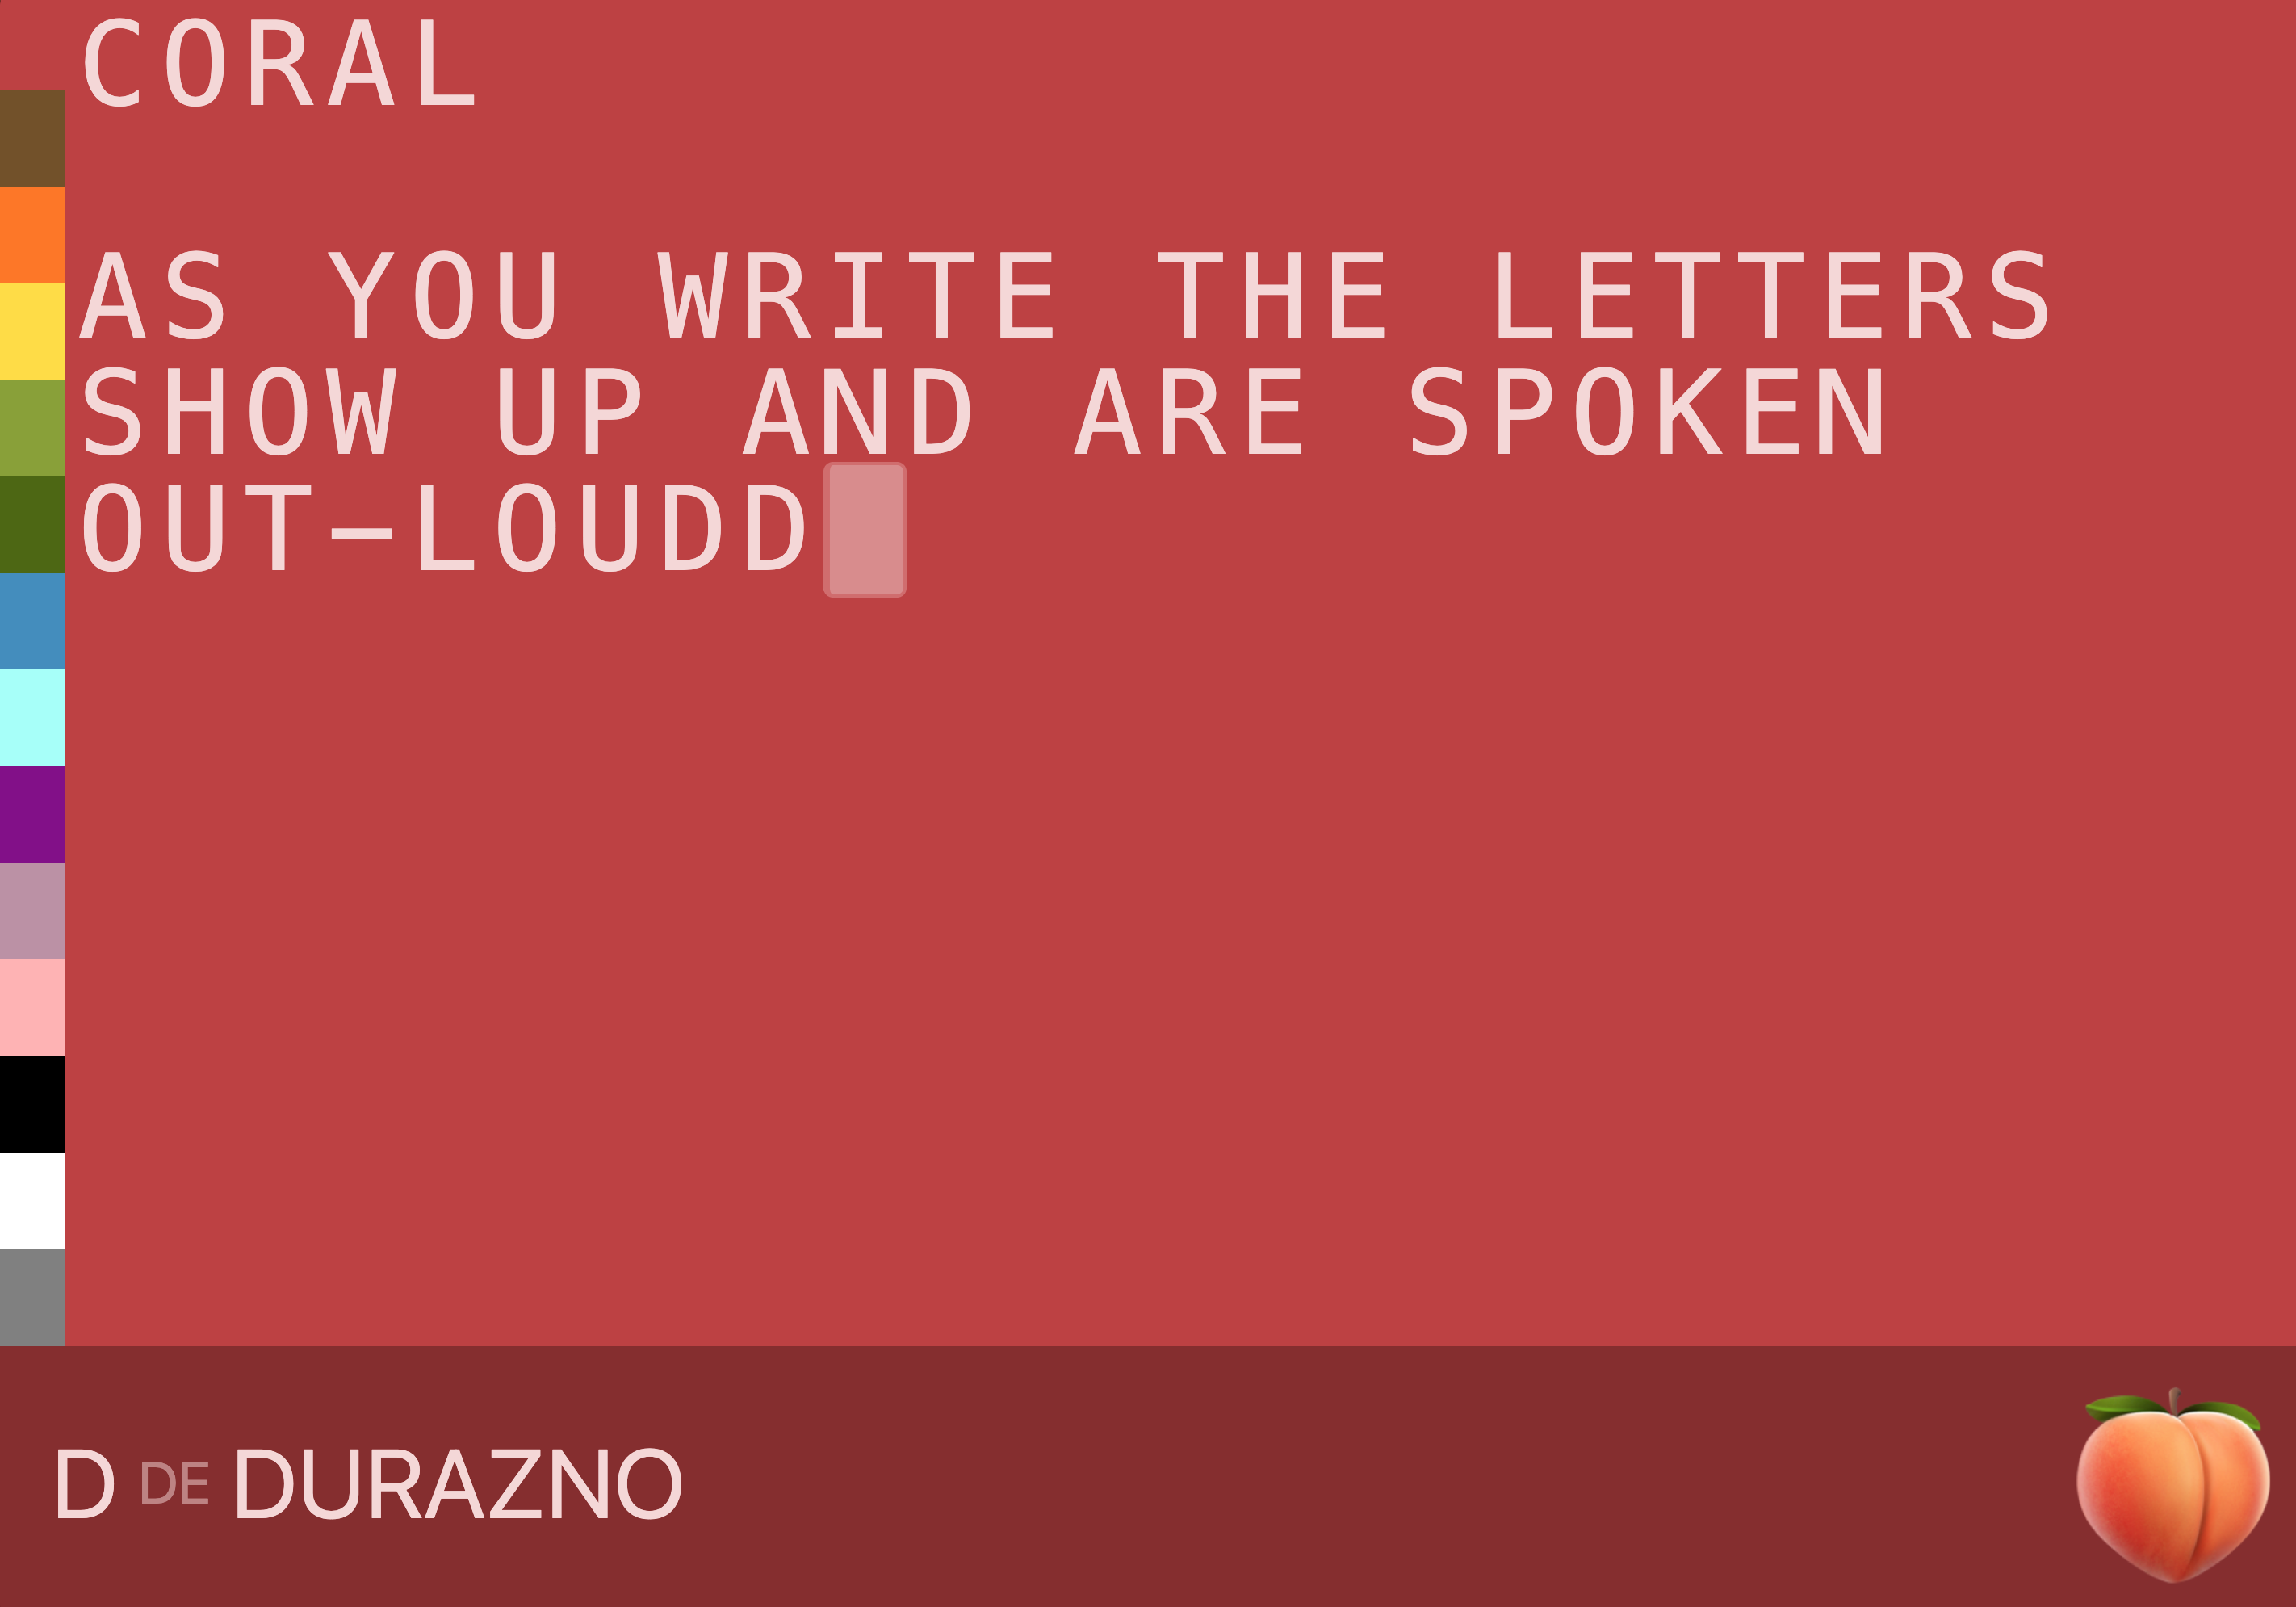 CORAL
AS YOU WRITE THE LETTERS
SHOW UP AND ARE SPOKEN
OUT-LOUDD
D DE DURAZNO